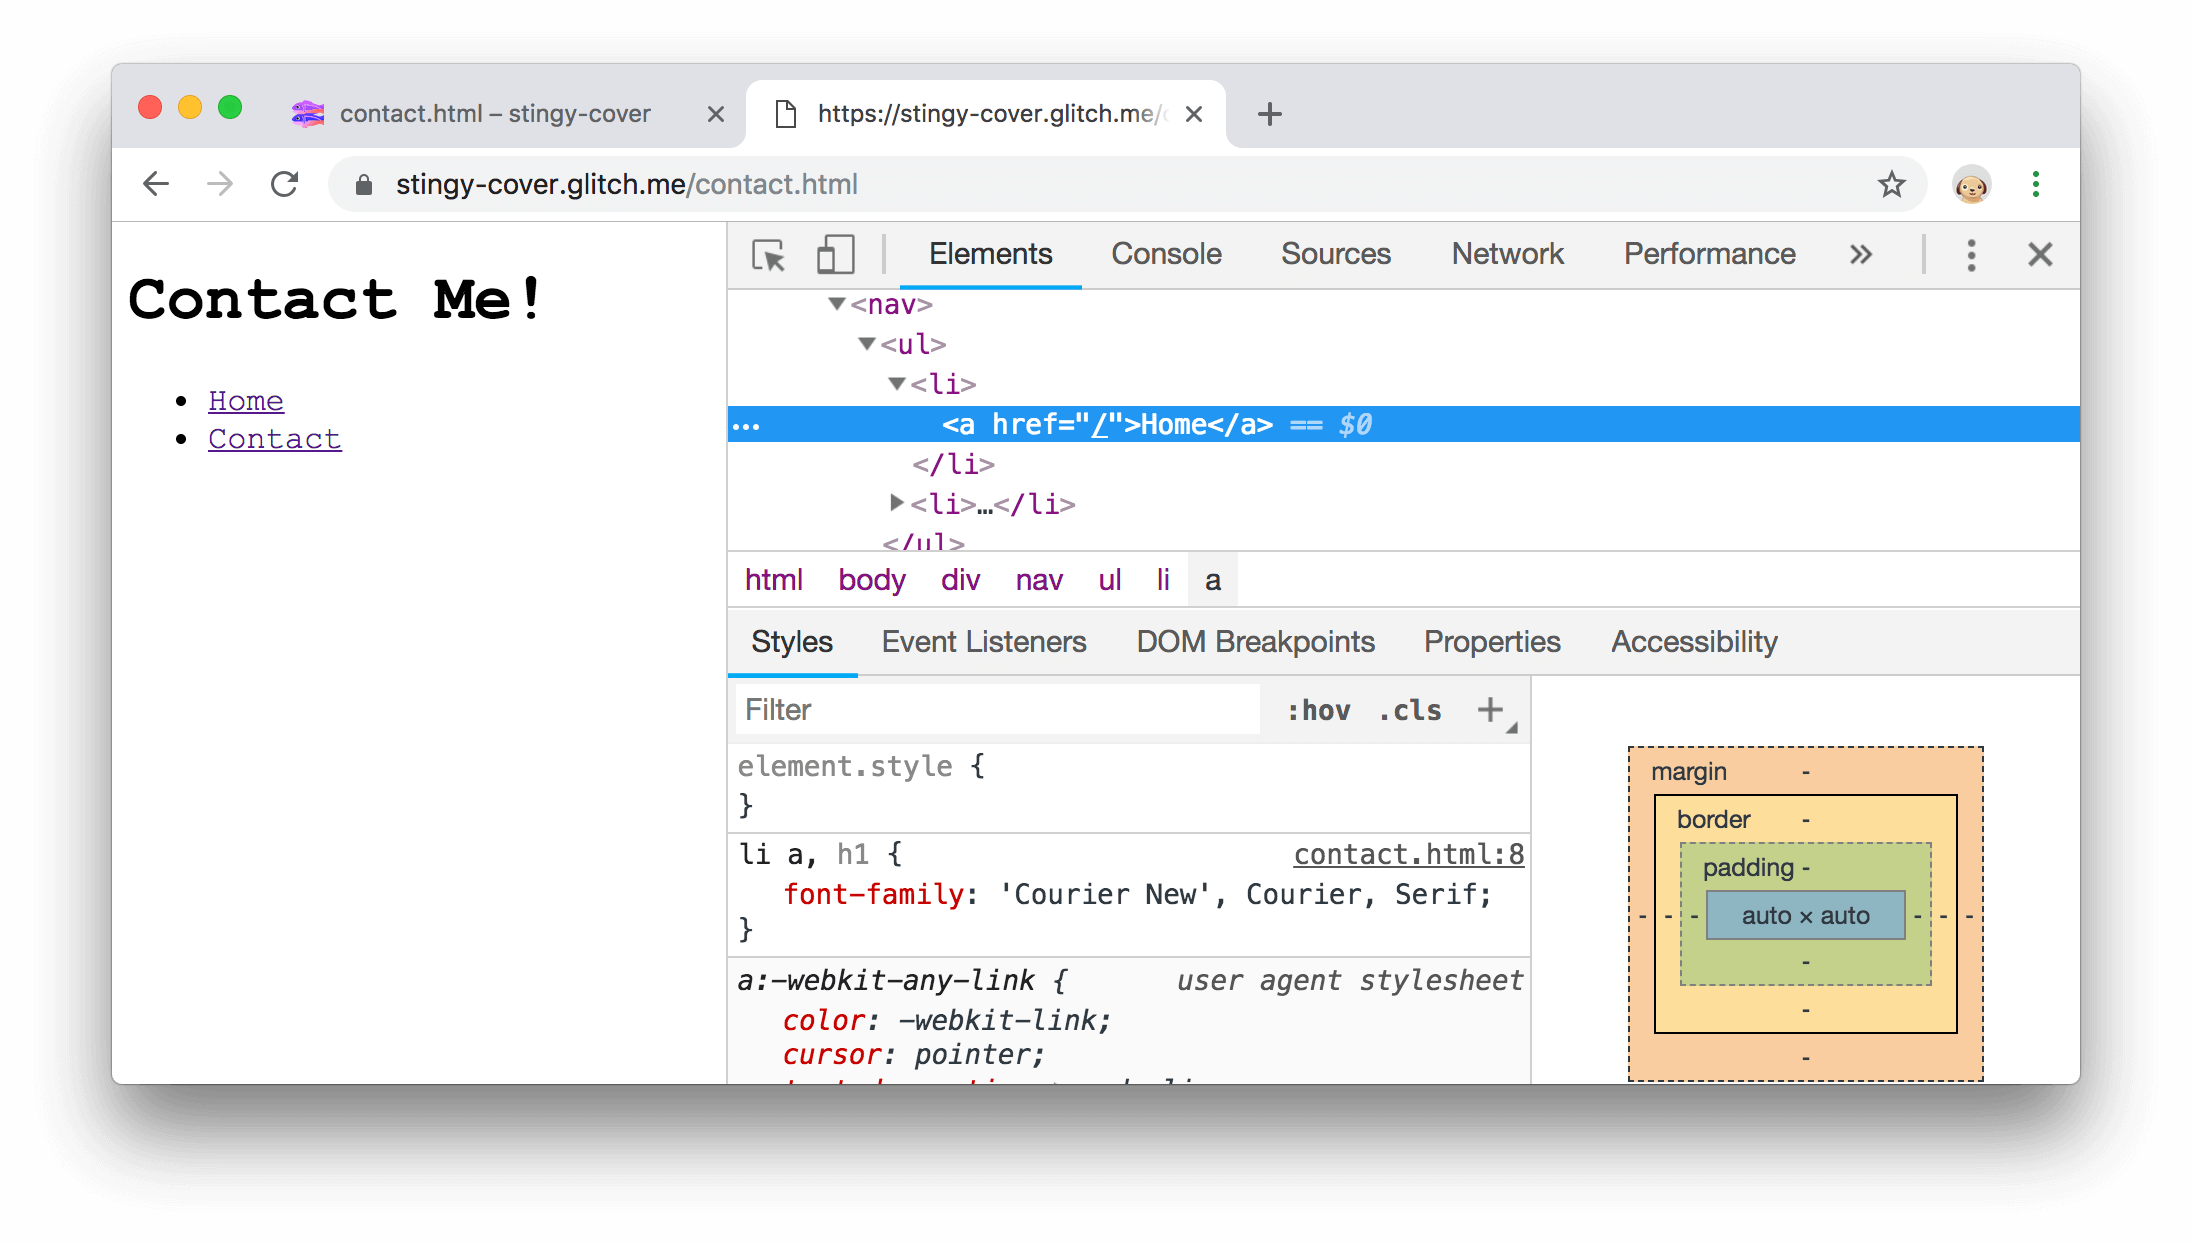 contact.html – stingy-cover
https://stingy-cover.glitch.me/
stingy-cover.glitch.me/contact.html
Contact Me!
Home
Contact
Elements Console Sources Network Performance »
<nav>
<ul>
<li>
… <a href="/">Home</a> == $0
</li>
<li>…</li>
</ul>
html body div nav ul li a
Styles Event Listeners DOM Breakpoints Properties Accessibility
Filter :hov .cls +
element.style {
}
li a, h1 { contact.html:8
font-family: 'Courier New', Courier, Serif;
}
a:-webkit-any-link { user agent stylesheet
color: -webkit-link;
cursor: pointer;
margin -
border -
padding -
- - - auto × auto - - -
-
-
-